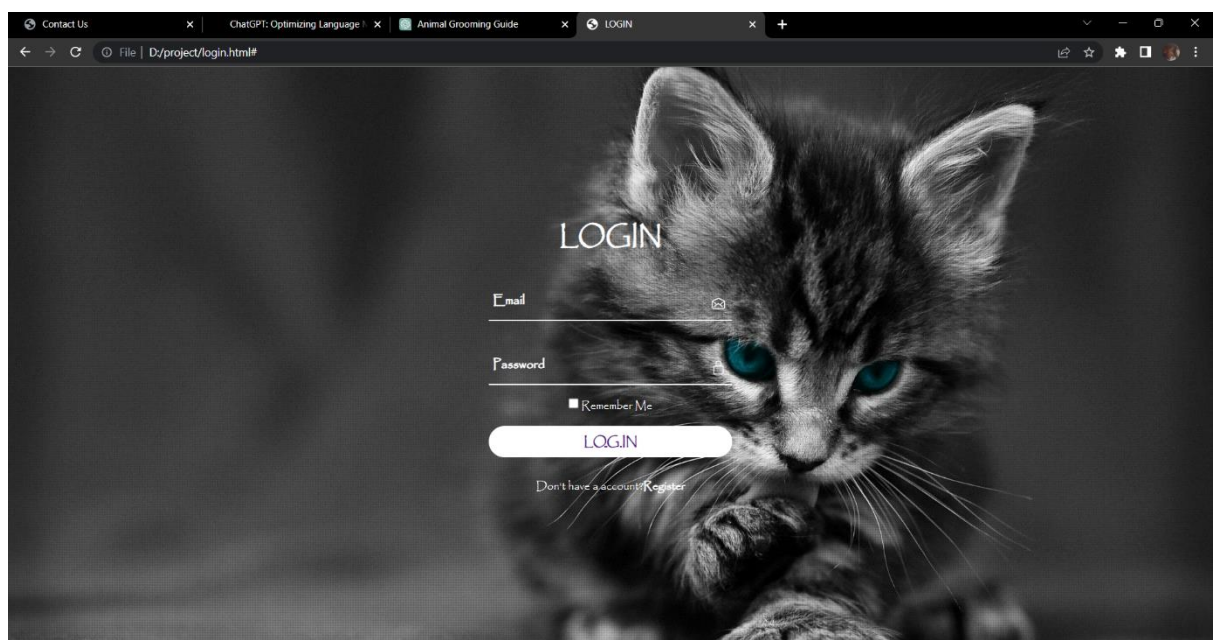 Contact Us
ChatGPT: Optimizing Language
Animal Grooming Guide
LOGIN
File | D:/project/login.html#
LOGIN
Email
Password
Remember Me
LOGIN
Don't have a account?Register